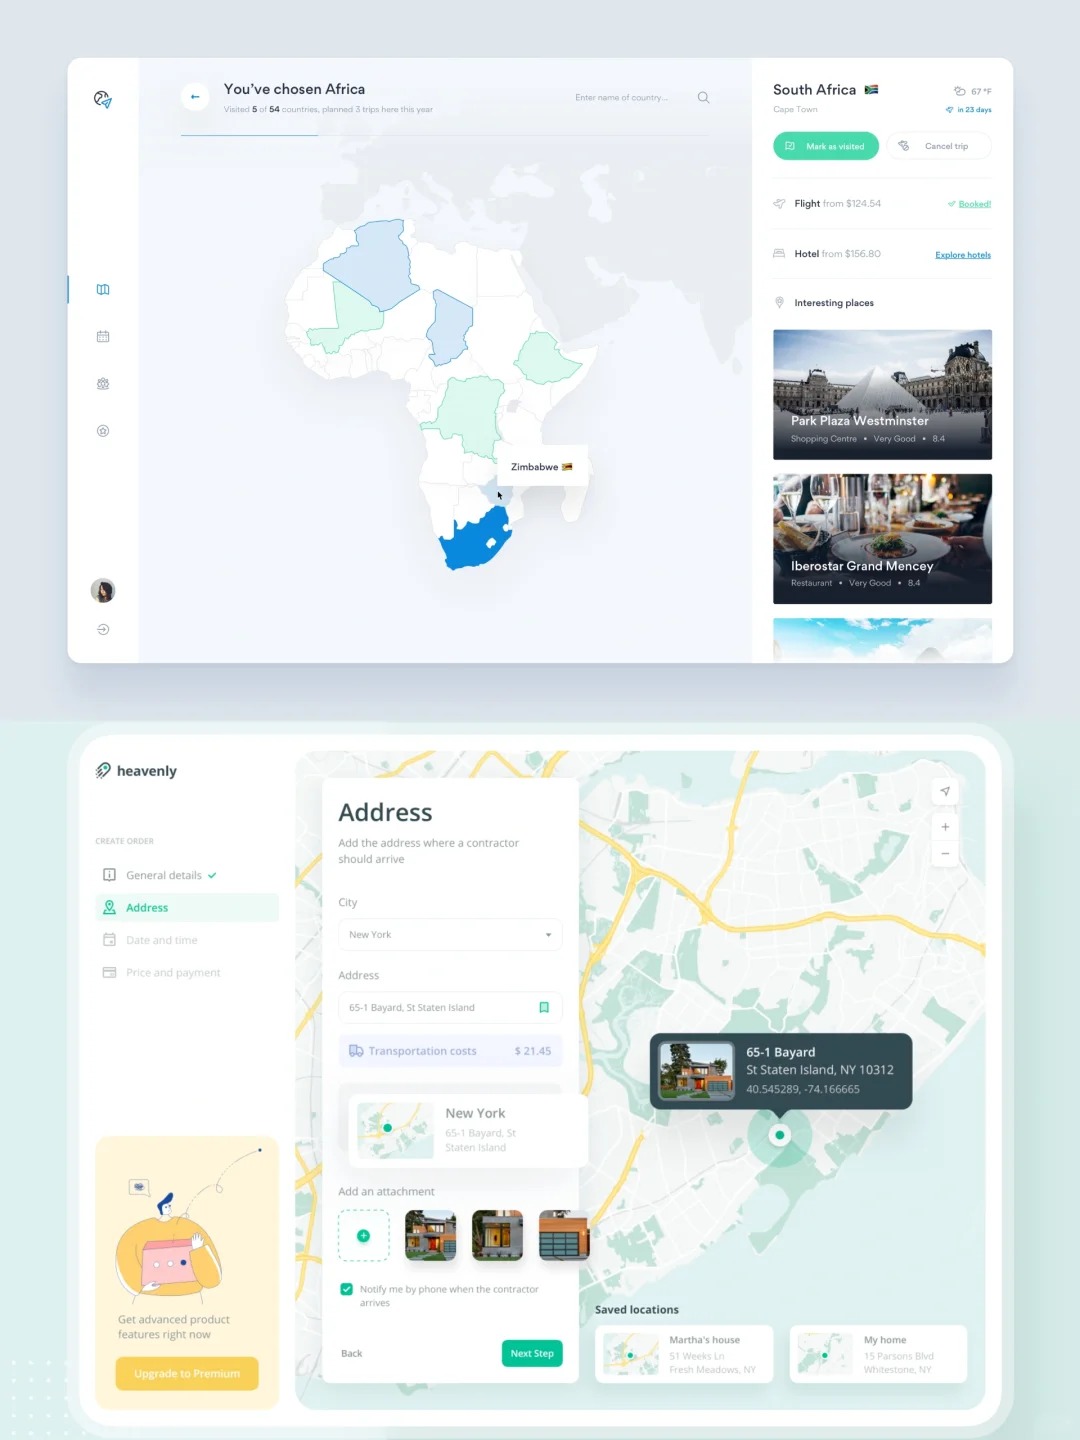 You've chosen Africa
Visited 5 of 54 countries, planned 3 trips here this year
Enter name of country...
Zimbabwe
South Africa
67 °F
Cape Town
in 23 days
Mark as visited
Cancel trip
Flight from $124.54
Booked!
Hotel from $156.80
Explore hotels
Interesting places
Park Plaza Westminster
Shopping Centre • Very Good • 8.4
Iberostar Grand Mencey
Restaurant • Very Good • 8.4
heavenly
CREATE ORDER
General details
Address
Date and time
Price and payment
Get advanced product
features right now
Upgrade to Premium
Address
Add the address where a contractor
should arrive
City
New York
Address
65-1 Bayard, St Staten Island
Transportation costs
$ 21.45
New York
65-1 Bayard, St
Staten Island
Add an attachment
Notify me by phone when the contractor
arrives
Back
Next Step
65-1 Bayard
St Staten Island, NY 10312
40.545289, -74.166665
Saved locations
Martha's house
51 Weeks Ln
Fresh Meadows, NY
My home
15 Parsons Blvd
Whitestone, NY